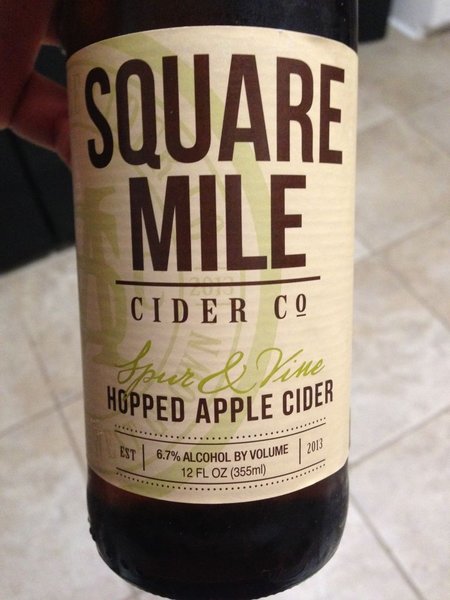 SQUARE
MILE
2013
CIDER Co
Spur & Vine
HOPPED APPLE CIDER
EST
6.7% ALCOHOL BY VOLUME
2013
12 FL OZ (355ml)